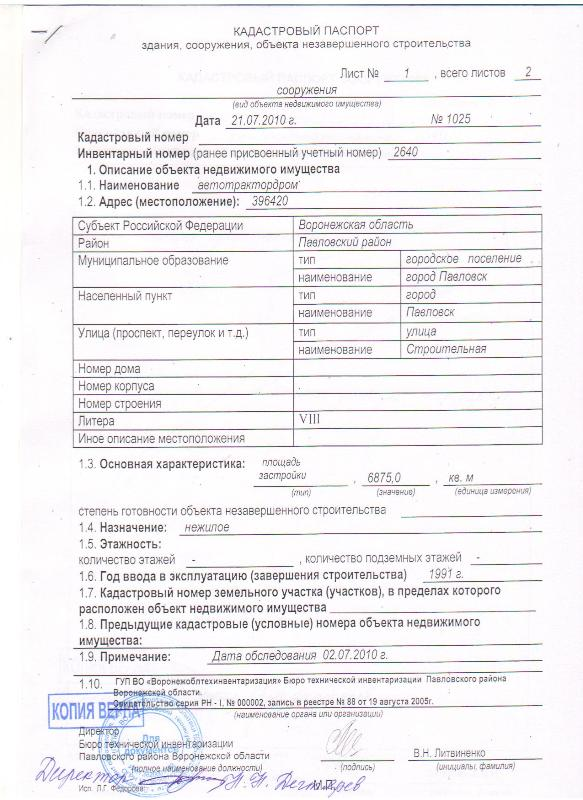 КАДАСТРОВЫЙ ПАСПОРТ
здания, сооружения, объекта незавершенного строительства
Лист № 1 , всего листов 2
сооружения
(вид объекта недвижимого имущества)
Дата 21.07.2010 г. № 1025
Кадастровый номер
Инвентарный номер (ранее присвоенный учетный номер) 2640
1. Описание объекта недвижимого имущества
1.1. Наименование автотрактордром
1.2. Адрес (местоположение): 396420
Субъект Российской Федерации Воронежская область
Район Павловский район
Муниципальное образование тип городское поселение
наименование город Павловск
Населенный пункт тип город
наименование Павловск
Улица (проспект, переулок и т.д.) тип улица
наименование Строительная
Номер дома
Номер корпуса
Номер строения
Литера VIII
Иное описание местоположения
1.3. Основная характеристика: площадь
застройки , 6875,0 , кв. м
(тип) (значение) (единица измерения)
степень готовности объекта незавершенного строительства
1.4. Назначение: нежилое
1.5. Этажность:
количество этажей - , количество подземных этажей -
1.6. Год ввода в эксплуатацию (завершения строительства) 1991 г.
1.7. Кадастровый номер земельного участка (участков), в пределах которого
расположен объект недвижимого имущества
1.8. Предыдущие кадастровые (условные) номера объекта недвижимого
имущества:
1.9. Примечание: Дата обследования 02.07.2010 г.
1.10. ГУП ВО «Воронежоблтехинвентаризация» Бюро технической инвентаризации Павловского района
Воронежской области.
Свидетельство серия РН - I, № 000002, запись в реестре № 88 от 19 августа 2005г.
(наименование органа или организации)
КОПИЯ ВЕРНА
Директор
Бюро технической инвентаризации
Павловского района Воронежской области В.Н. Литвиненко
(полное наименование должности) (подпись) (инициалы, фамилия)
Для документов
Директор Н. Н. Дегтярев
М.П.
Исп. Л.Г. Федорова